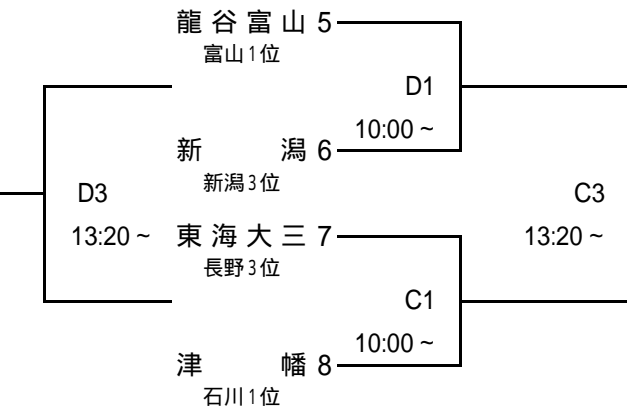 龍谷富山 5
富山1位
D1
10:00 ~
新潟 6
新潟3位
D3
C3
13:20 ~
東海大三 7
13:20 ~
長野3位
C1
10:00 ~
津幡 8
石川1位